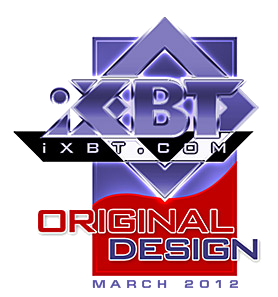 iXBT
iXBT.COM
ORIGINAL
DESIGN
MARCH 2012